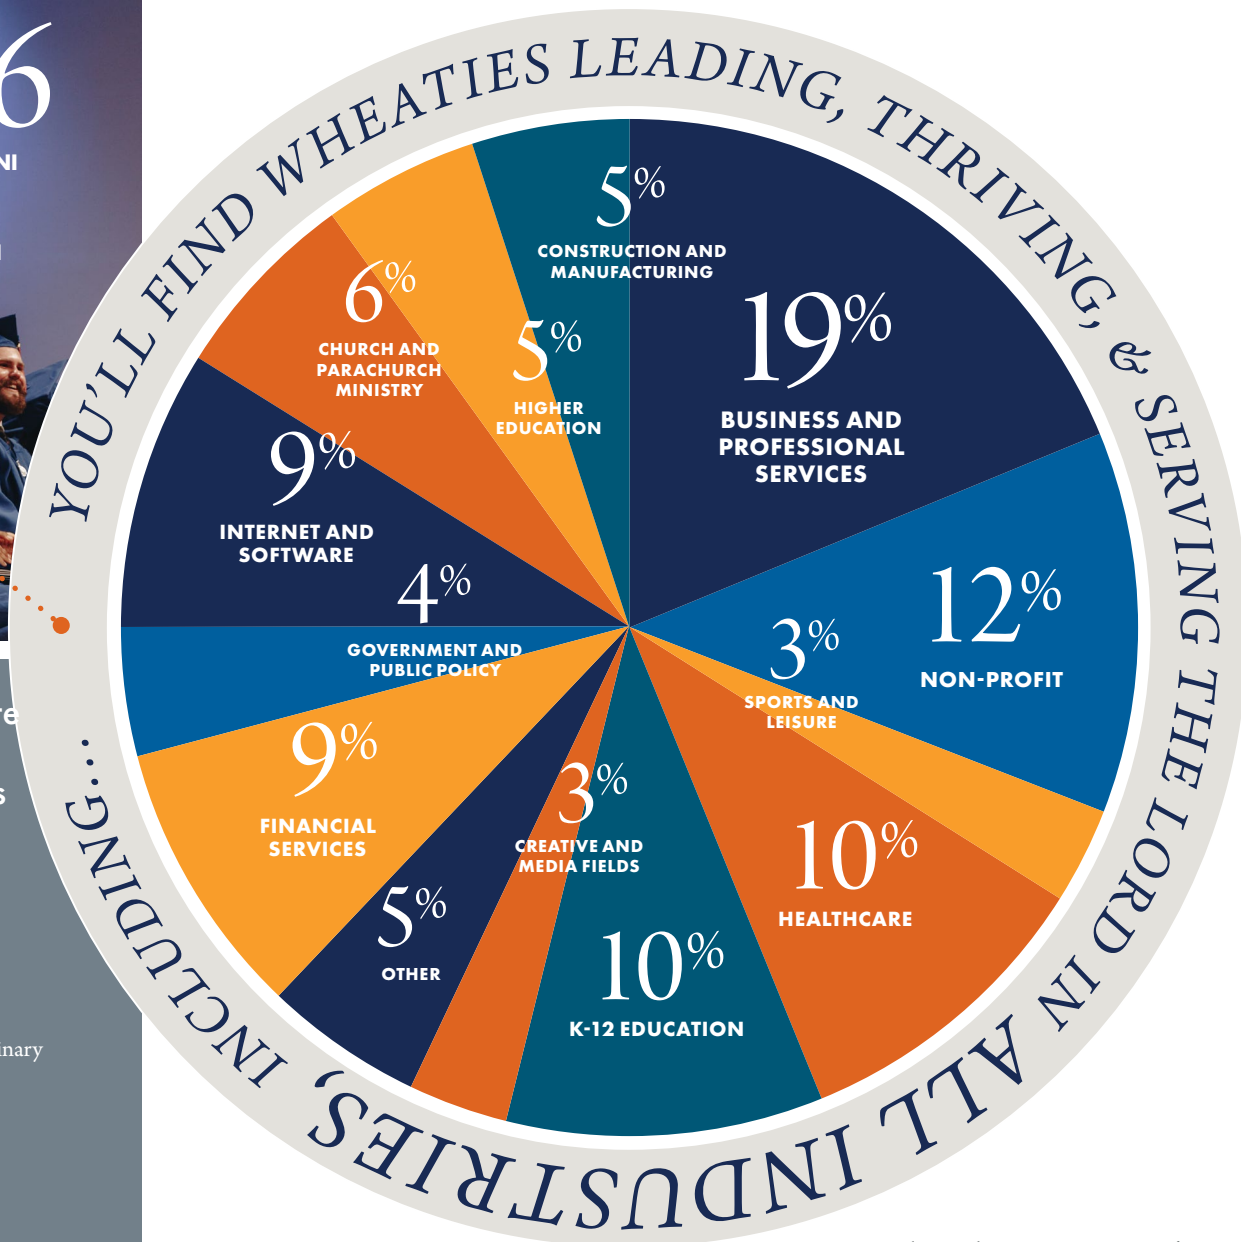 6
YOU'LL FIND WHEATIES LEADING, THRIVING, & SERVING THE LORD IN ALL INDUSTRIES, INCLUDING...
5%
CONSTRUCTION AND
MANUFACTURING
19%
BUSINESS AND
PROFESSIONAL
SERVICES
12%
NON-PROFIT
3%
SPORTS AND
LEISURE
10%
HEALTHCARE
10%
K-12 EDUCATION
3%
CREATIVE AND
MEDIA FIELDS
5%
OTHER
9%
FINANCIAL
SERVICES
4%
GOVERNMENT AND
PUBLIC POLICY
9%
INTERNET AND
SOFTWARE
6%
CHURCH AND
PARACHURCH
MINISTRY
5%
HIGHER
EDUCATION